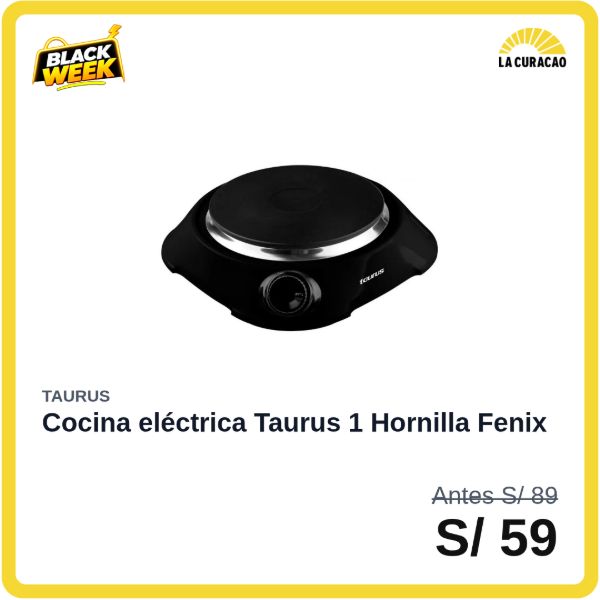 BLACK
WEEK
LA CURACAO
taurus
TAURUS
Cocina eléctrica Taurus 1 Hornilla Fenix
Antes S/ 89
S/ 59